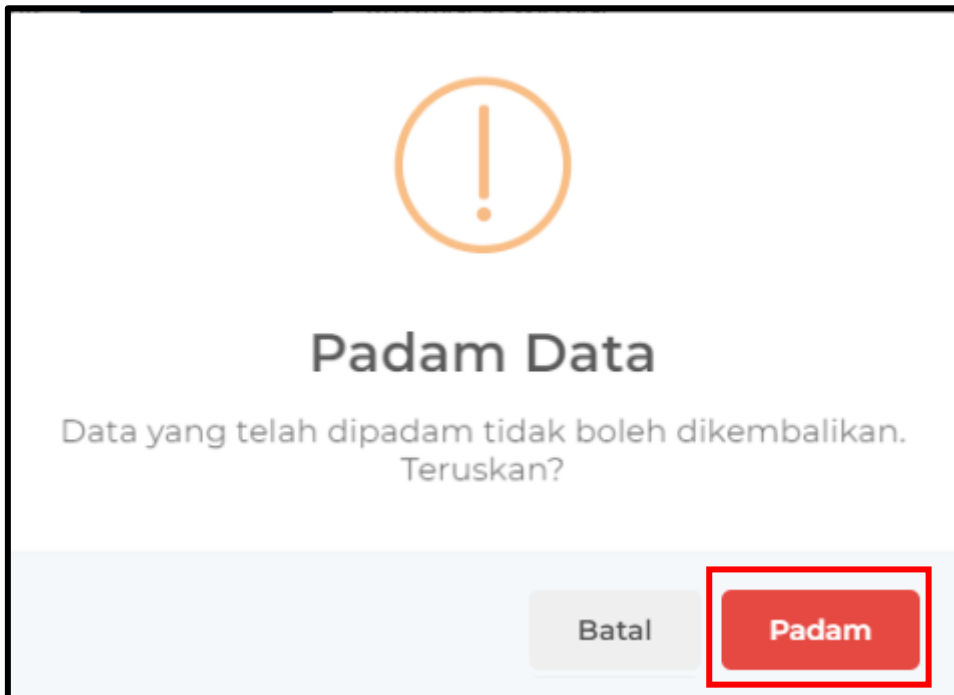 Padam Data
Data yang telah dipadam tidak boleh dikembalikan.
Teruskan?
Batal
Padam